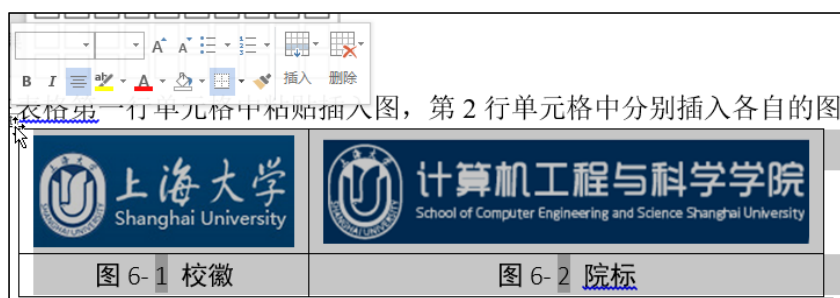 A A
B I aby A 插入 删除
表格第一行单元格中粘贴插入图，第 2 行单元格中分别插入各自的图
上海大学
Shanghai University
计算机工程与科学学院
School of Computer Engineering and Science Shanghai University
图 6- 1 校徽
图 6- 2 院标